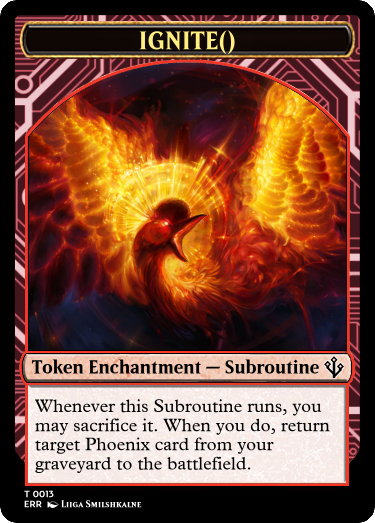 IGNITE()
Token Enchantment — Subroutine
Whenever this Subroutine runs, you
may sacrifice it. When you do, return
target Phoenix card from your
graveyard to the battlefield.
T 0013
ERR Liiga Smilshkalne